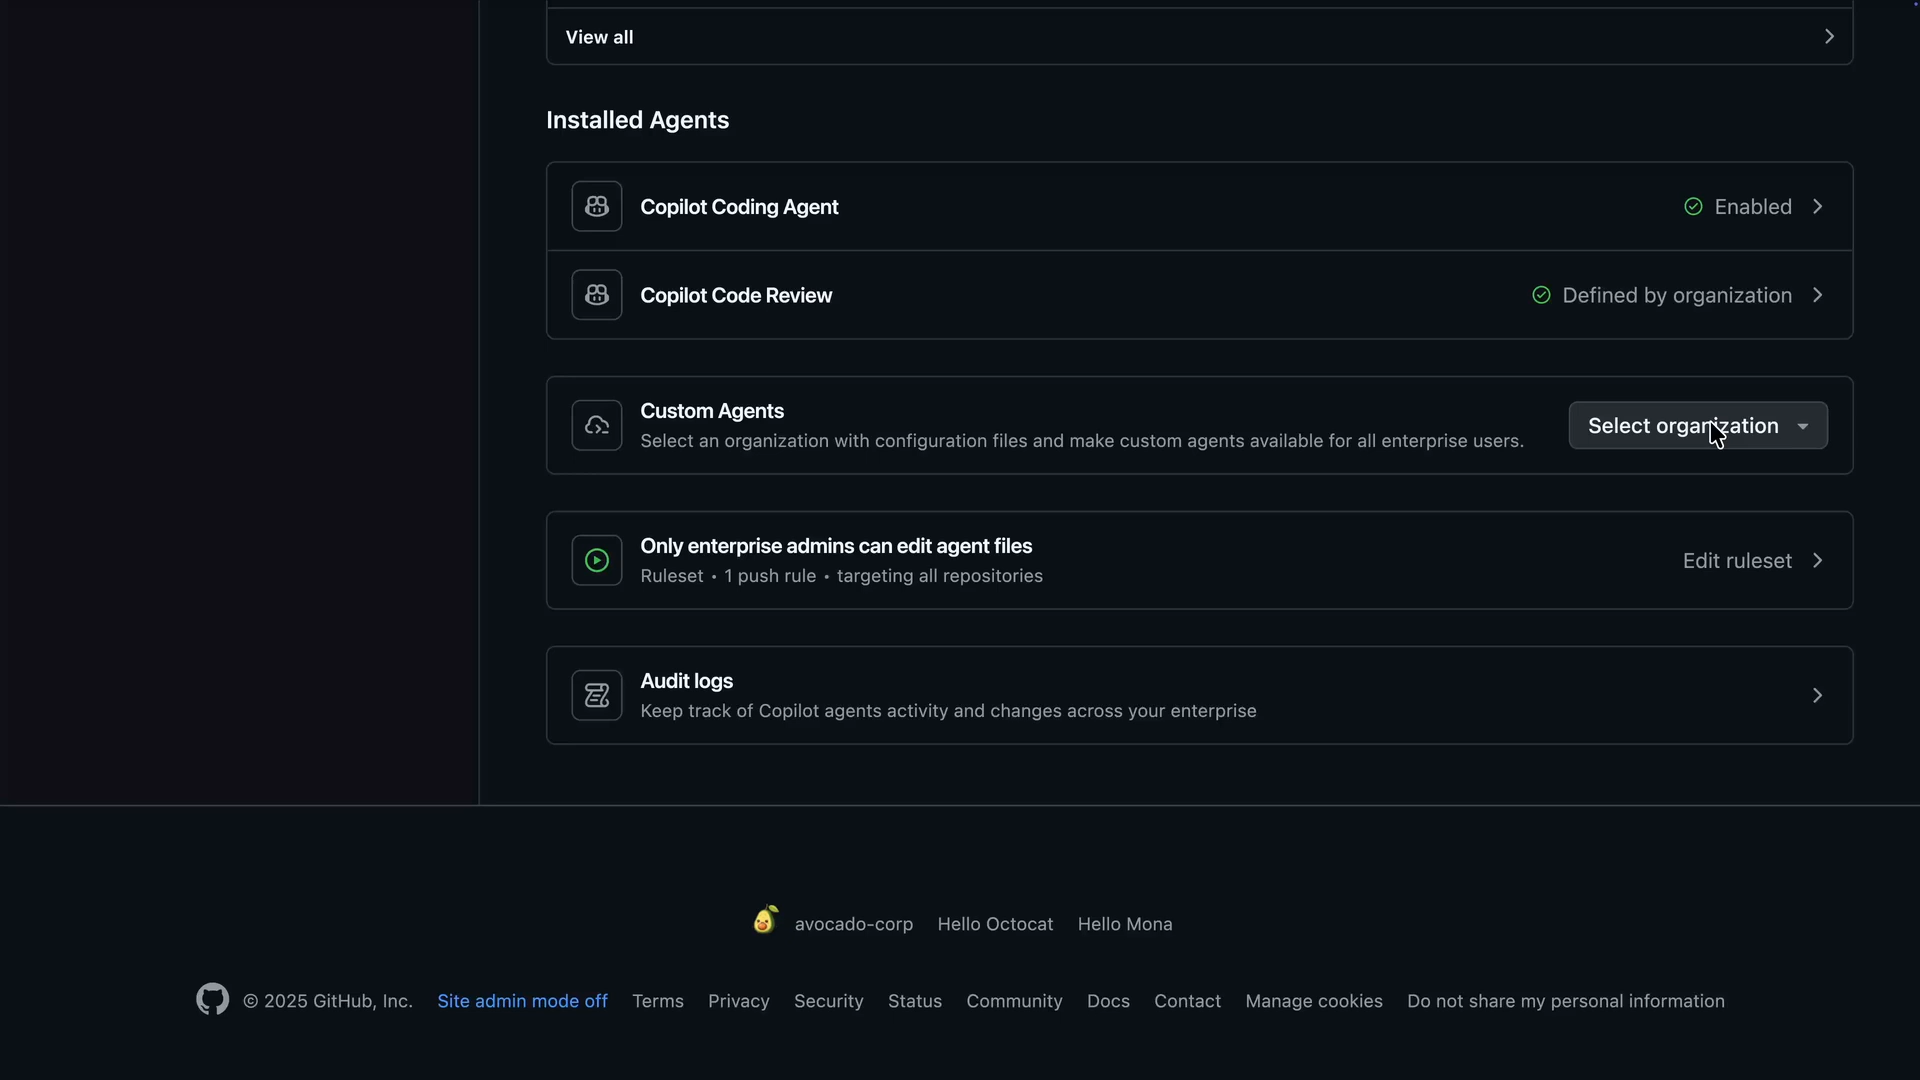 View all
Installed Agents
Copilot Coding Agent
Enabled
Copilot Code Review
Defined by organization
Custom Agents
Select an organization with configuration files and make custom agents available for all enterprise users.
Select organization
Only enterprise admins can edit agent files
Ruleset • 1 push rule • targeting all repositories
Edit ruleset
Audit logs
Keep track of Copilot agents activity and changes across your enterprise
avocado-corp Hello Octocat Hello Mona
© 2025 GitHub, Inc. Site admin mode off Terms Privacy Security Status Community Docs Contact Manage cookies Do not share my personal information